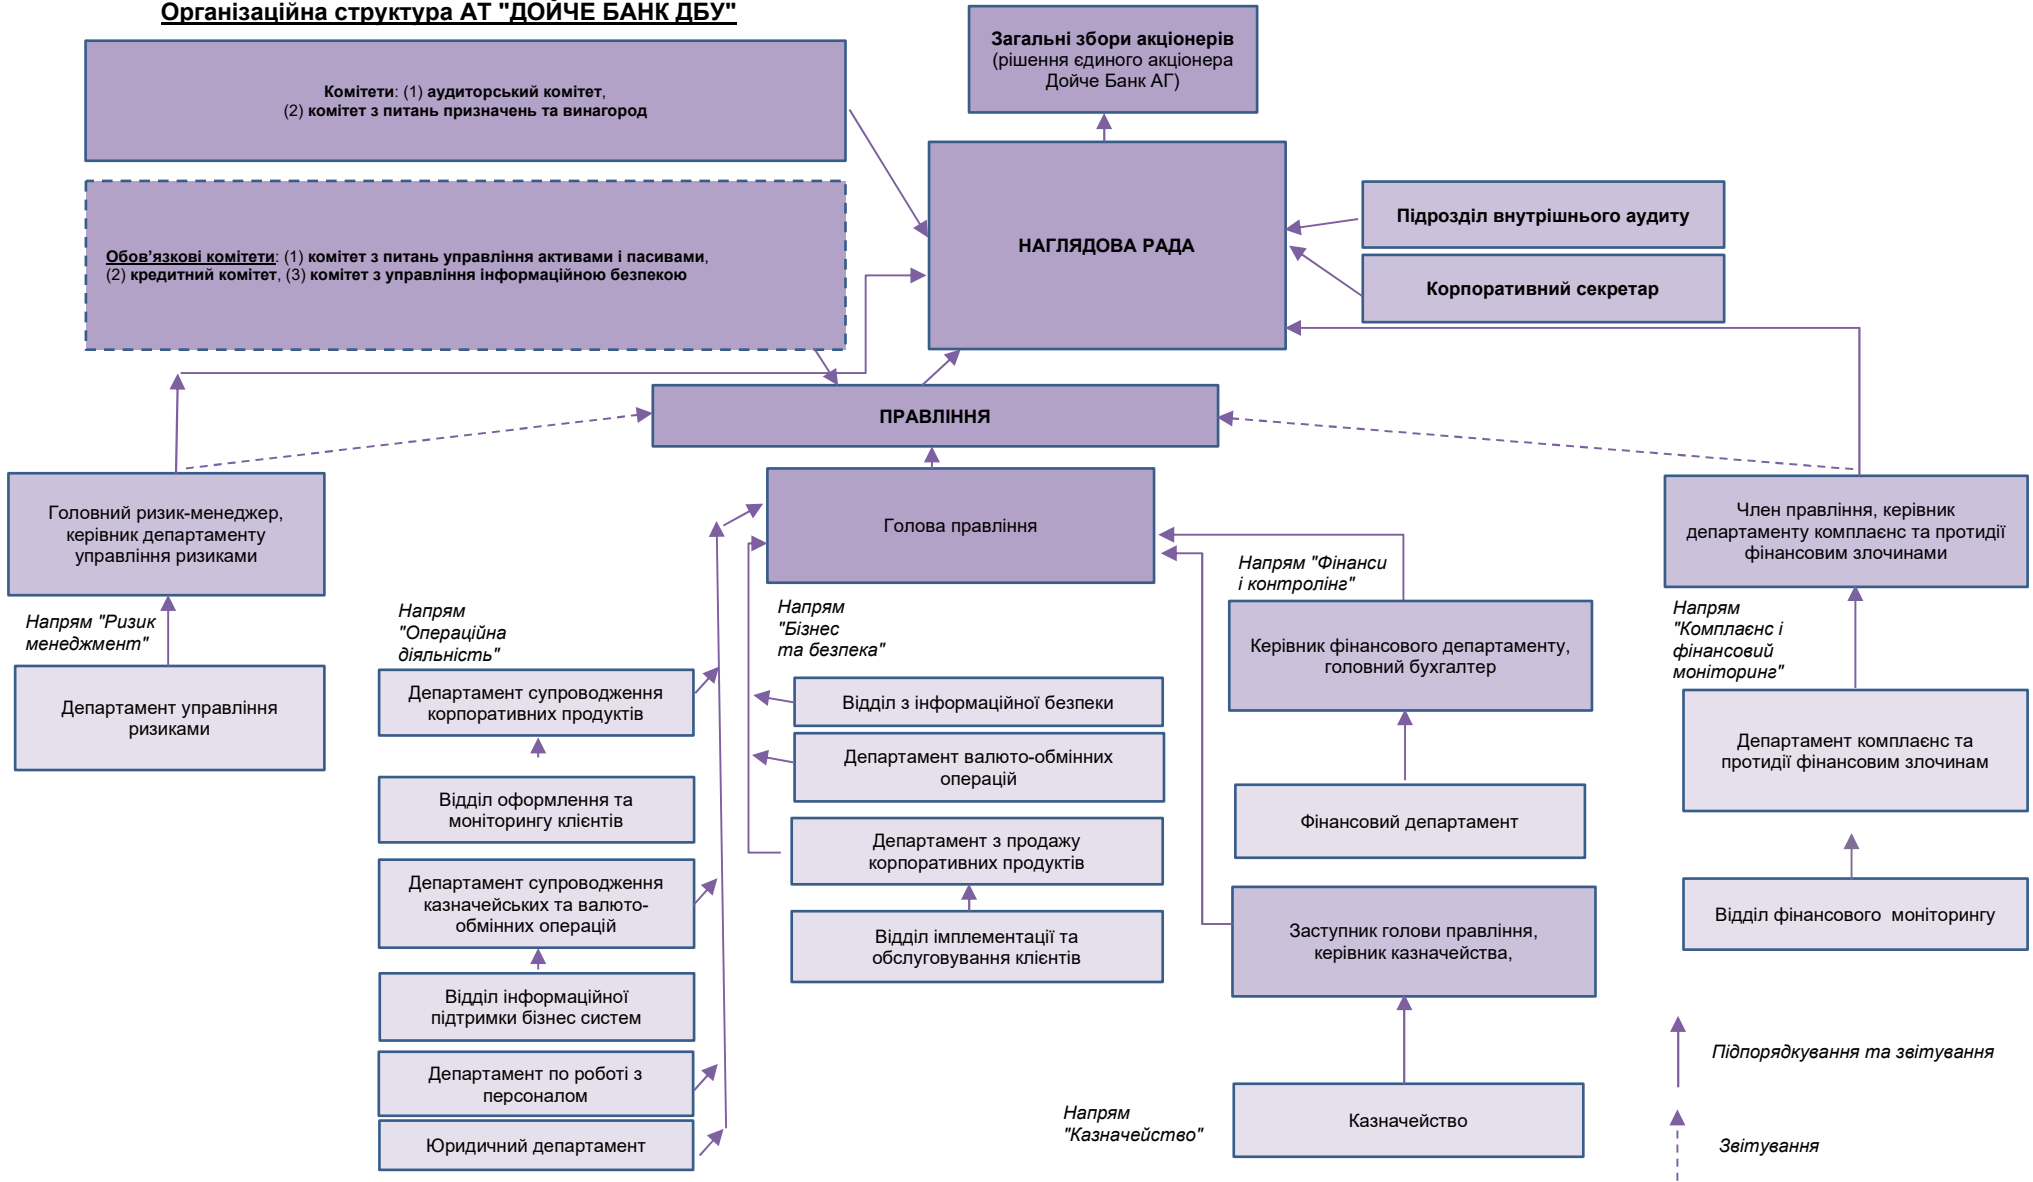 Організаційна структура АТ "ДОЙЧЕ БАНК ДБУ"
Загальні збори акціонерів
(рішення єдиного акціонера
Дойче Банк АГ)
Комітети: (1) аудиторський комітет,
(2) комітет з питань призначень та винагород
Обов’язкові комітети: (1) комітет з питань управління активами і пасивами,
(2) кредитний комітет, (3) комітет з управління інформаційною безпекою
НАГЛЯДОВА РАДА
Підрозділ внутрішнього аудиту
Корпоративний секретар
ПРАВЛІННЯ
Головний ризик-менеджер,
керівник департаменту
управління ризиками
Голова правління
Член правління, керівник
департаменту комплаєнс та протидії
фінансовим злочинами
Напрям "Ризик
менеджмент"
Департамент управління
ризиками
Напрям
"Операційна
діяльність"
Департамент супроводження
корпоративних продуктів
Відділ оформлення та
моніторингу клієнтів
Департамент супроводження
казначейських та валюто-
обмінних операцій
Відділ інформаційної
підтримки бізнес систем
Департамент по роботі з
персоналом
Юридичний департамент
Напрям
"Бізнес
та безпека"
Відділ з інформаційної безпеки
Департамент валюто-обмінних
операцій
Департамент з продажу
корпоративних продуктів
Відділ імплементації та
обслуговування клієнтів
Напрям "Фінанси
і контролінг"
Керівник фінансового департаменту,
головний бухгалтер
Фінансовий департамент
Заступник голови правління,
керівник казначейства,
Напрям
"Казначейство"
Казначейство
Напрям
"Комплаєнс і
фінансовий
моніторинг"
Департамент комплаєнс та
протидії фінансовим злочинам
Відділ фінансового моніторингу
Підпорядкування та звітування
Звітування